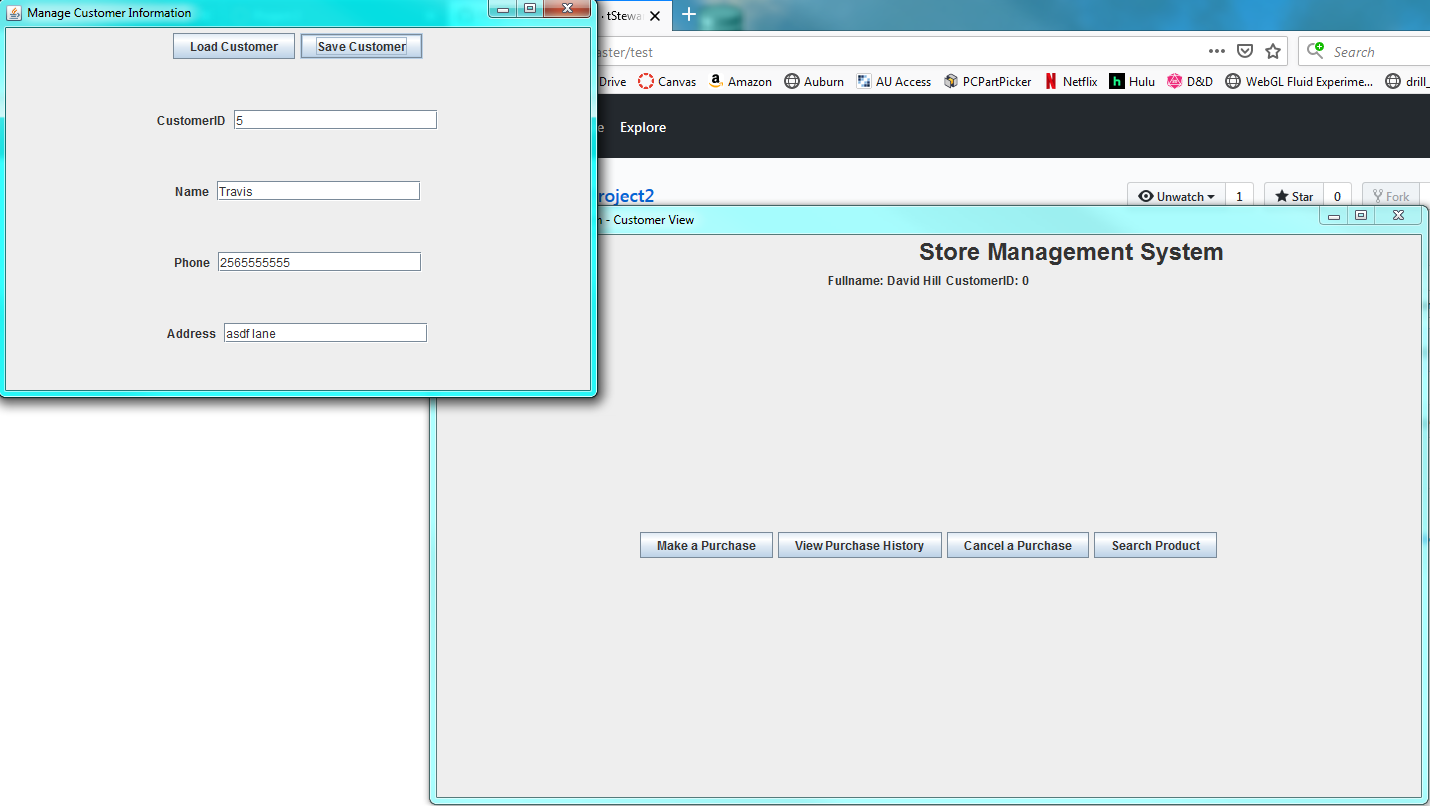 Manage Customer Information
Load Customer Save Customer
CustomerID 5
Name Travis
Phone 2565555555
Address asdf lane
· tStewa
aster/test
Search
Drive Canvas Amazon Auburn AU Access PCPartPicker Netflix Hulu D&D WebGL Fluid Experime... drill_
e Explore
roject2
Unwatch 1 Star 0 Fork
n - Customer View
Store Management System
Fullname: David Hill CustomerID: 0
Make a Purchase View Purchase History Cancel a Purchase Search Product